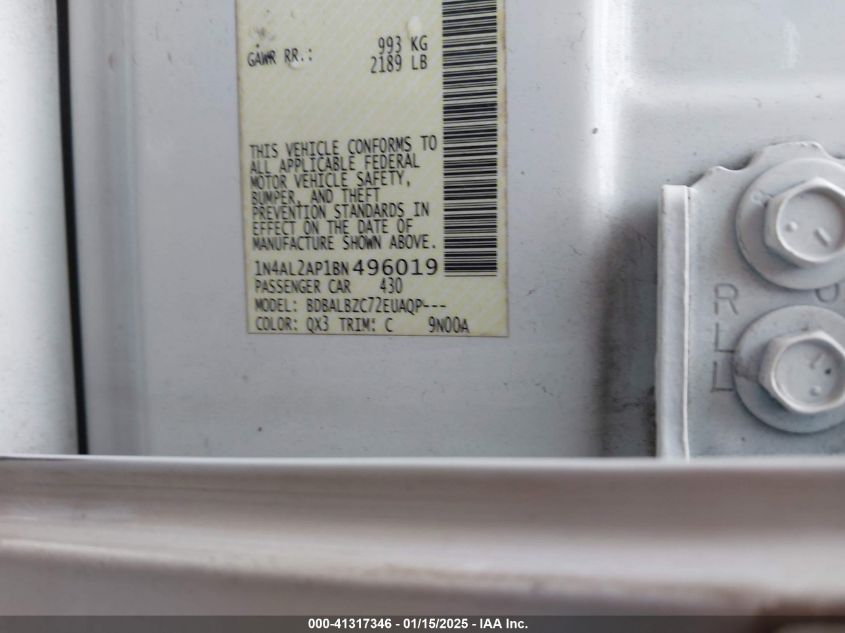 993 KG
GAWR RR.: 2189 LB
THIS VEHICLE CONFORMS TO
ALL APPLICABLE FEDERAL
MOTOR VEHICLE SAFETY,
BUMPER, AND THEFT
PREVENTION STANDARDS IN
EFFECT ON THE DATE OF
MANUFACTURE SHOWN ABOVE.
1N4AL2AP1BN496019
PASSENGER CAR 430
MODEL: BDBALBZC72EUAQP---
COLOR: QX3 TRIM: C 9N00A
R
L
L
000-41317346 - 01/15/2025 - IAA Inc.